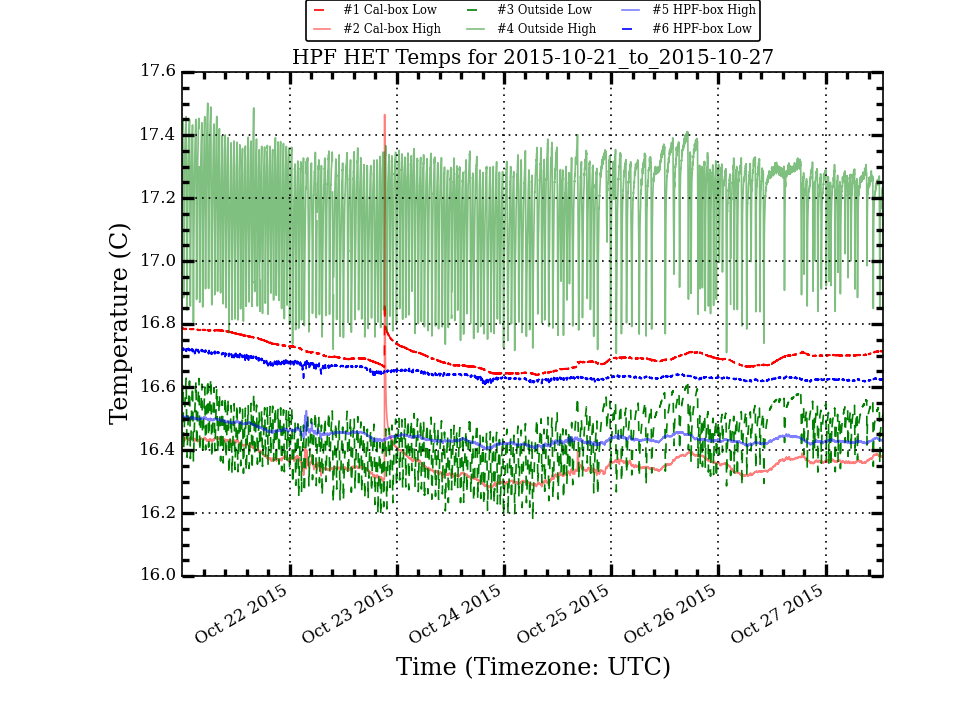 #1 Cal-box Low #3 Outside Low #5 HPF-box High
#2 Cal-box High #4 Outside High #6 HPF-box Low
HPF HET Temps for 2015-10-21_to_2015-10-27
17.6
17.4
17.2
17.0
16.8
16.6
16.4
16.2
16.0
Temperature (C)
Oct 22 2015 Oct 23 2015 Oct 24 2015 Oct 25 2015 Oct 26 2015 Oct 27 2015
Time (Timezone: UTC)